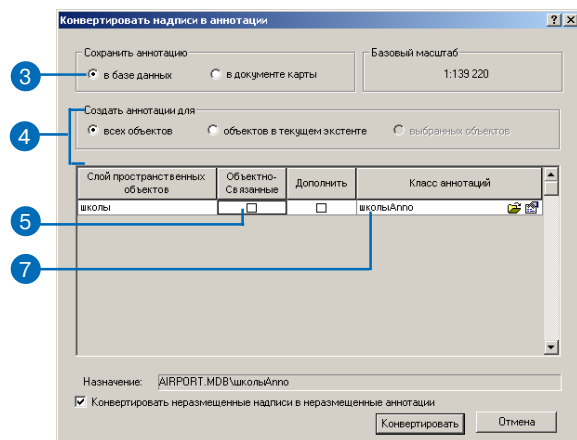 Конвертировать надписи в аннотации
Сохранить аннотацию
Базовый масштаб
3
в базе данных
в документе карты
1:139 220
Создать аннотации для
4
всех объектов
объектов в текущем экстенте
выбранных объектов
Слой пространственных объектов
Объектно-Связанные
Дополнить
Класс аннотаций
школы
школыAnno
5
7
Назначение:
AIRPORT.MDB\школыAnno
Конвертировать неразмещенные надписи в неразмещенные аннотации
Конвертировать
Отмена